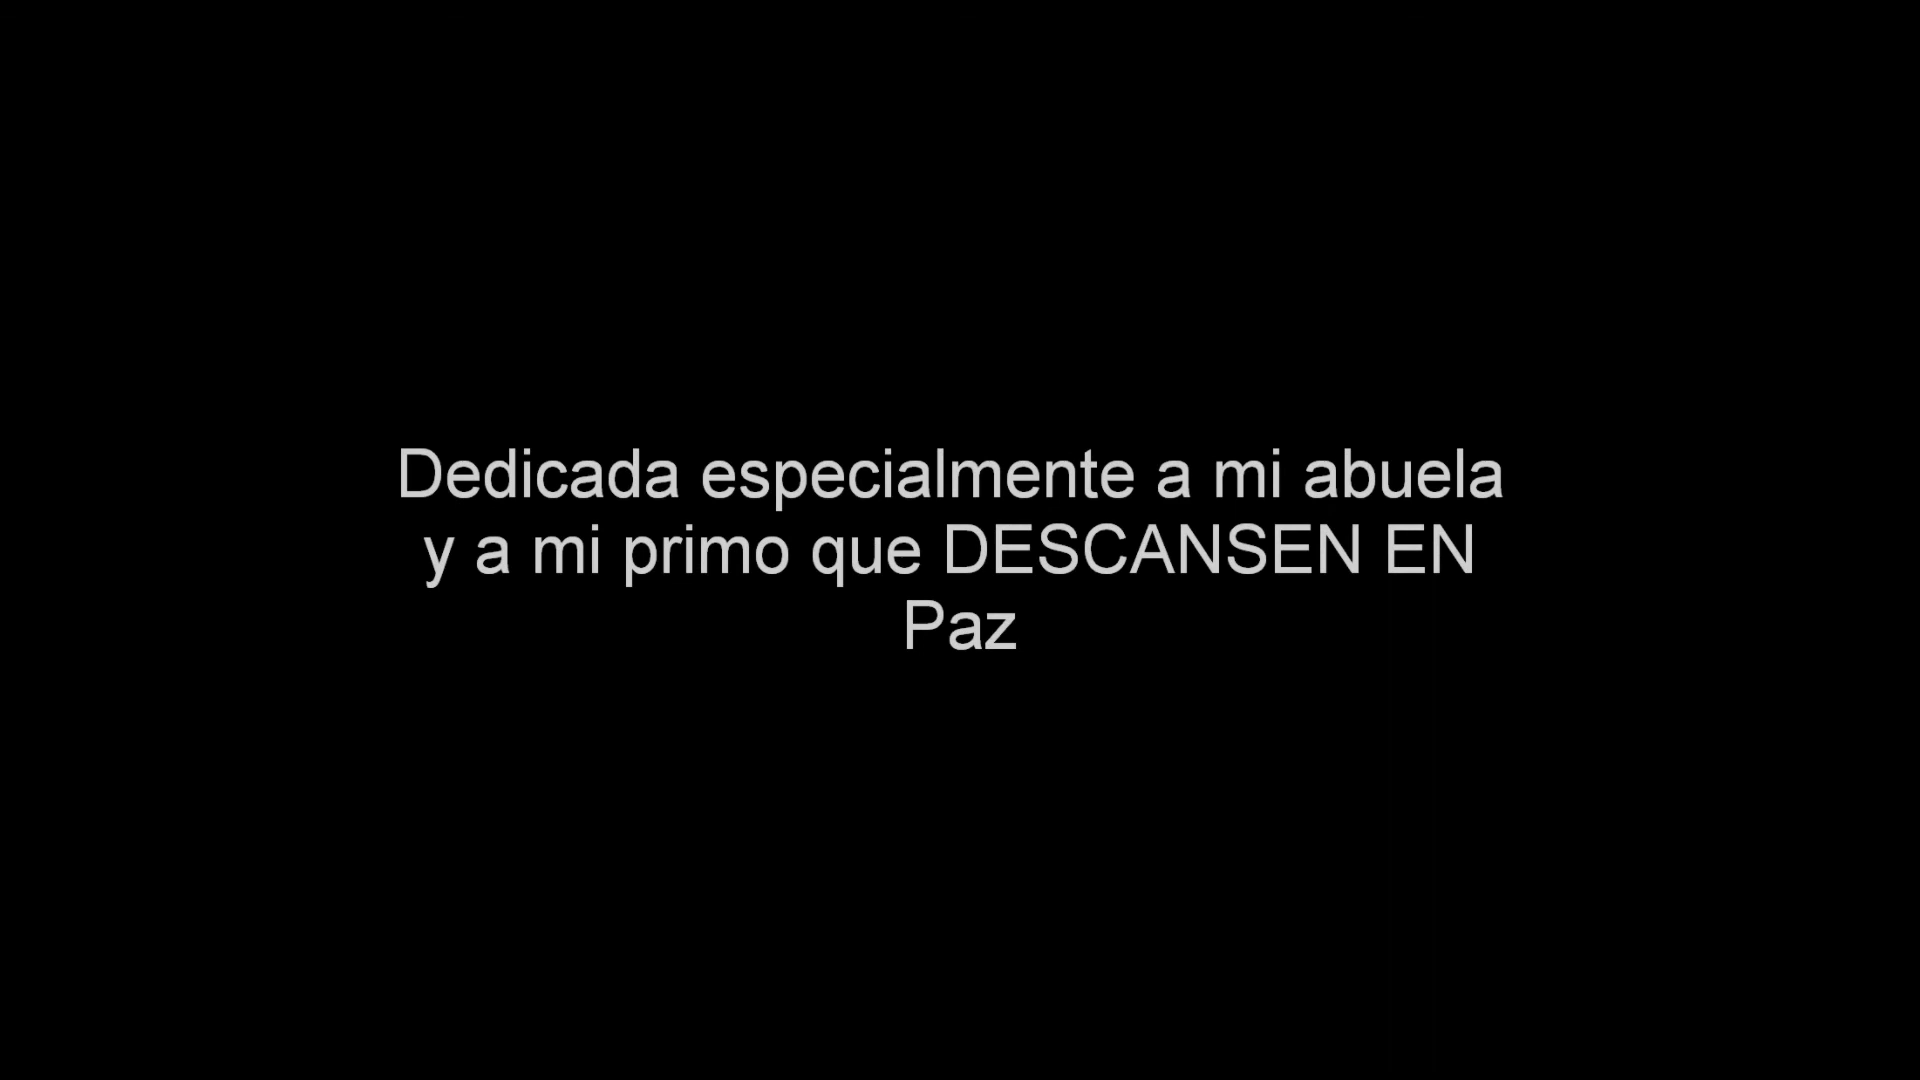 Dedicada especialmente a mi abuela
y a mi primo que DESCANSEN EN
Paz